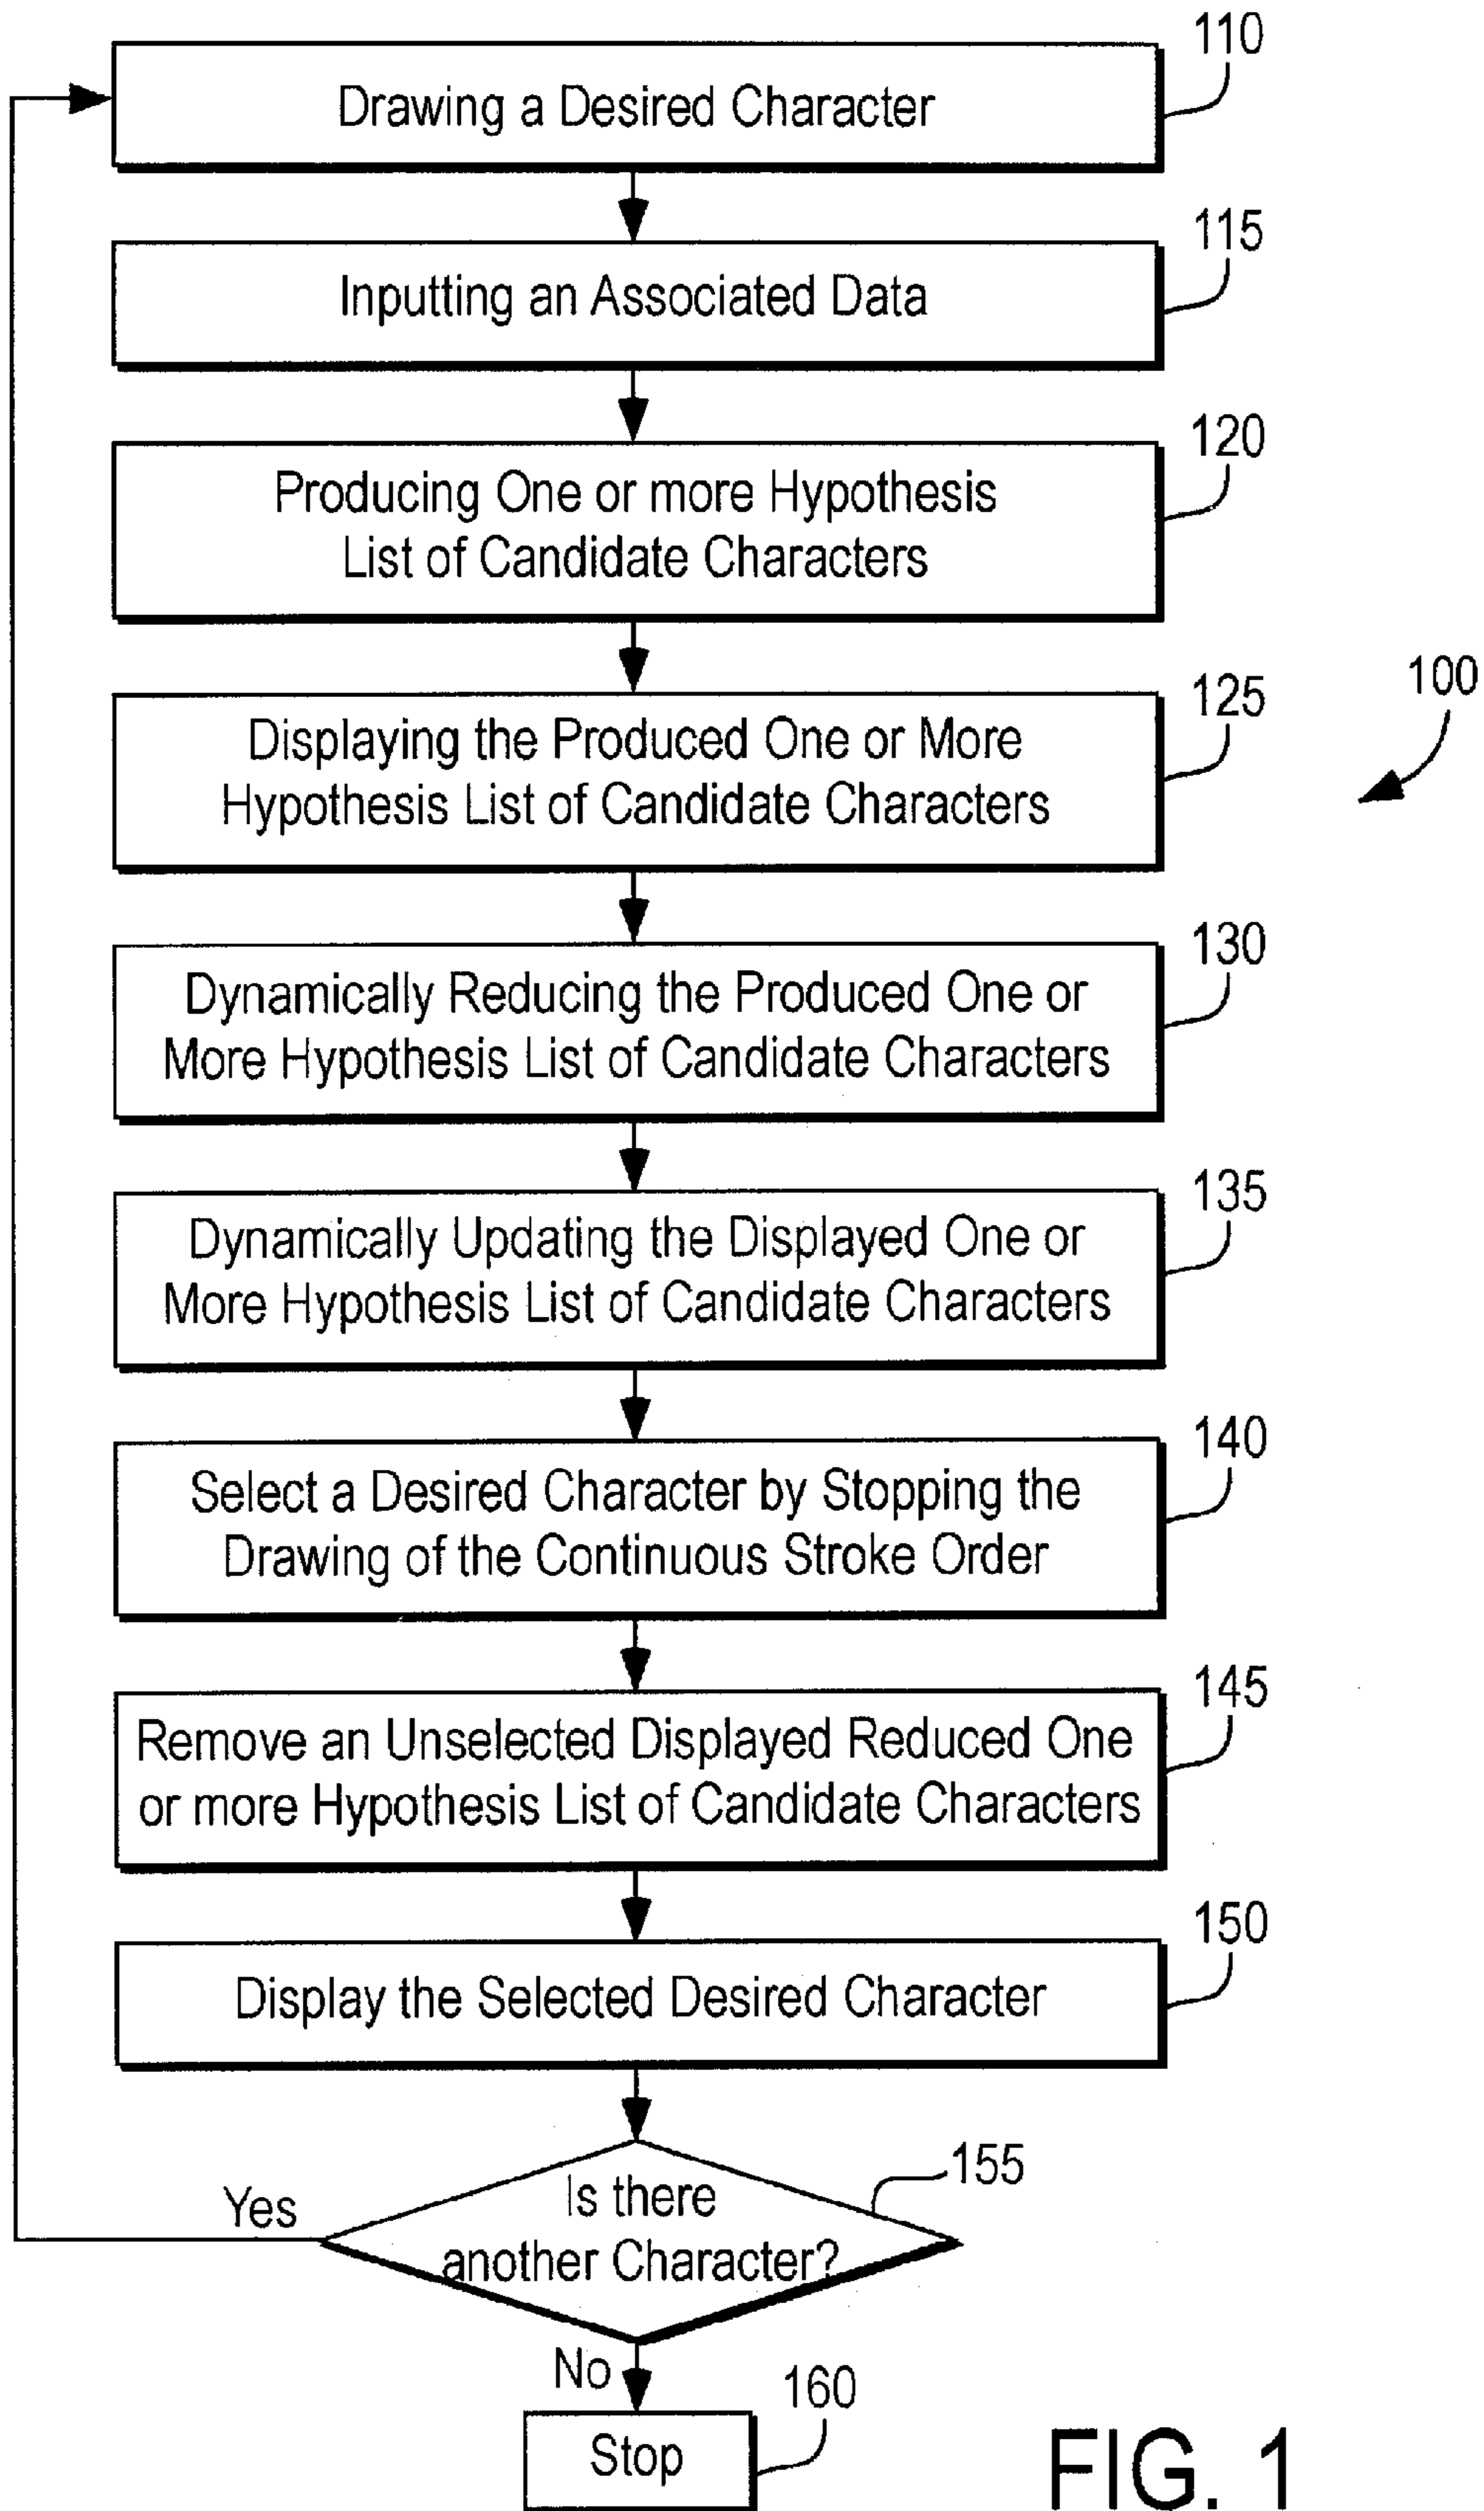 110
Drawing a Desired Character
115
Inputting an Associated Data
120
Producing One or more Hypothesis
List of Candidate Characters
100
125
Displaying the Produced One or More
Hypothesis List of Candidate Characters
130
Dynamically Reducing the Produced One or
More Hypothesis List of Candidate Characters
135
Dynamically Updating the Displayed One or
More Hypothesis List of Candidate Characters
140
Select a Desired Character by Stopping the
Drawing of the Continuous Stroke Order
145
Remove an Unselected Displayed Reduced One
or more Hypothesis List of Candidate Characters
150
Display the Selected Desired Character
155
Is there
another Character?
Yes
No
160
Stop
FIG. 1